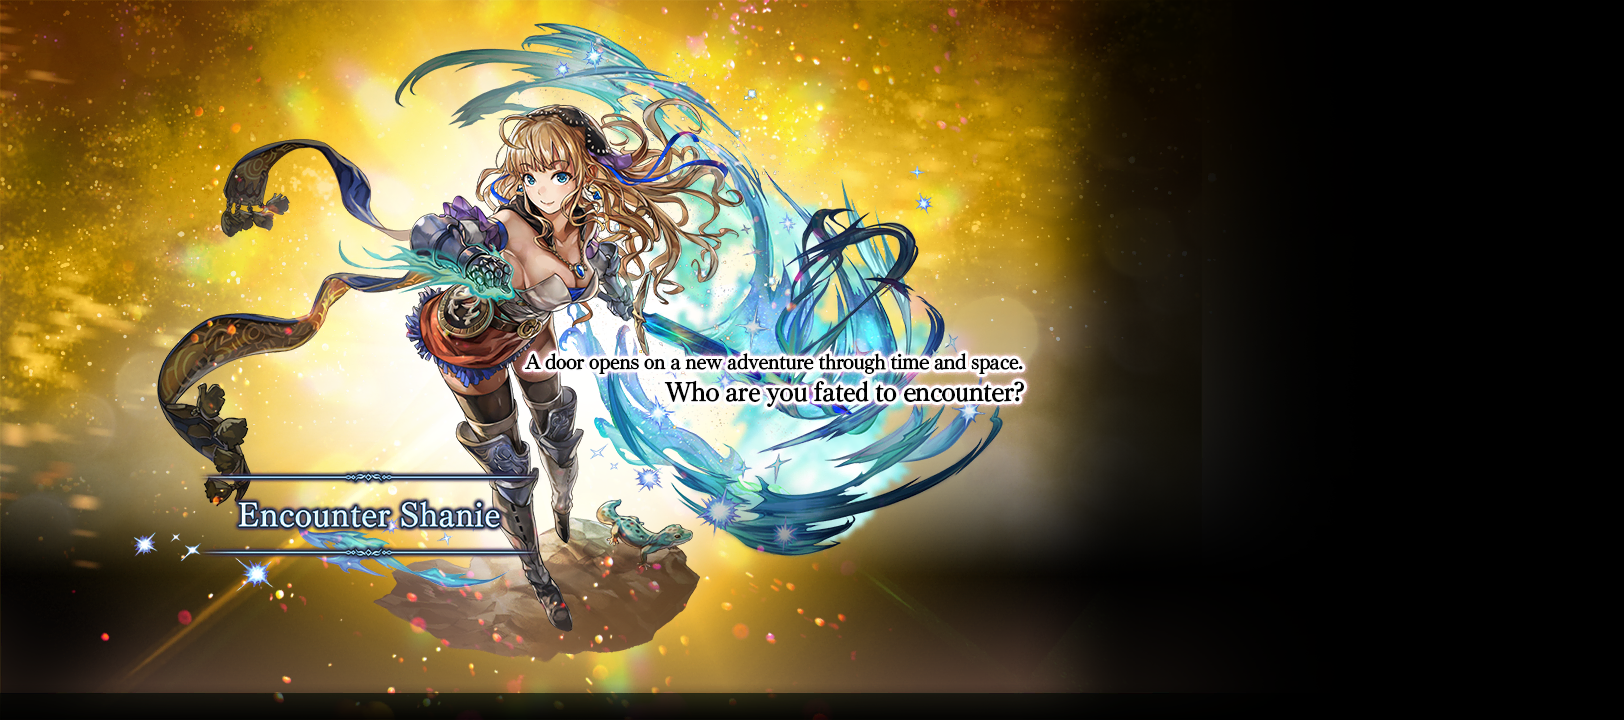 A door opens on a new adventure through time and space.
Who are you fated to encounter?
Encounter Shanie